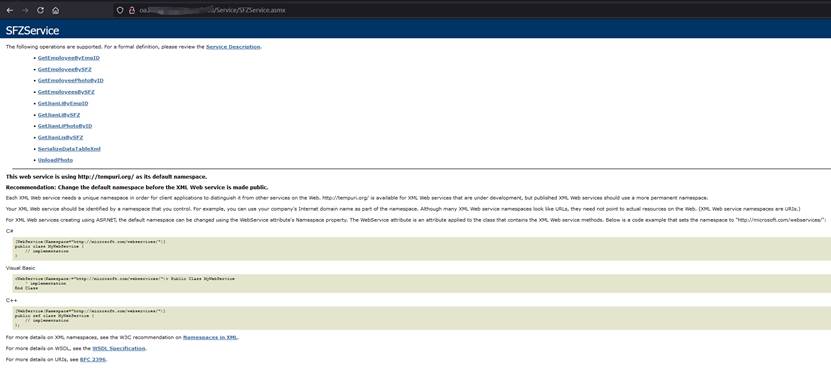 /Service/SFZService.asmx
SFZService
The following operations are supported. For a formal definition, please review the Service Description.
• GetEmployeeByEmpID
• GetEmployeeBySFZ
• GetEmployeePhotoByID
• GetEmployeesBySFZ
• GetJianLiByEmpID
• GetJianLiBySFZ
• GetJianLiPhotoByID
• GetJianLisBySFZ
• SerializeDataTableXml
• UploadPhoto
This web service is using http://tempuri.org/ as its default namespace.
Recommendation: Change the default namespace before the XML Web service is made public.
Each XML Web service needs a unique namespace in order for client applications to distinguish it from other services on the Web. http://tempuri.org/ is available for XML Web services that are under development, but published XML Web services should use a more permanent namespace.
Your XML Web service should be identified by a namespace that you control. For example, you can use your company's Internet domain name as part of the namespace. Although many XML Web service namespaces look like URLs, they need not point to actual resources on the Web. (XML Web service namespaces are URIs.)
For XML Web services creating using ASP.NET, the default namespace can be changed using the WebService attribute's Namespace property. The WebService attribute is an attribute applied to the class that contains the XML Web service methods. Below is a code example that sets the namespace to "http://microsoft.com/webservices/":
C#
[WebService(Namespace="http://microsoft.com/webservices/")]
public class MyWebService {
// implementation
}
Visual Basic
<WebService(Namespace:="http://microsoft.com/webservices/")> Public Class MyWebService
' implementation
End Class
C++
[WebService(Namespace="http://microsoft.com/webservices/")]
public ref class MyWebService {
// implementation
};
For more details on XML namespaces, see the W3C recommendation on Namespaces in XML.
For more details on WSDL, see the WSDL Specification.
For more details on URIs, see RFC 2396.